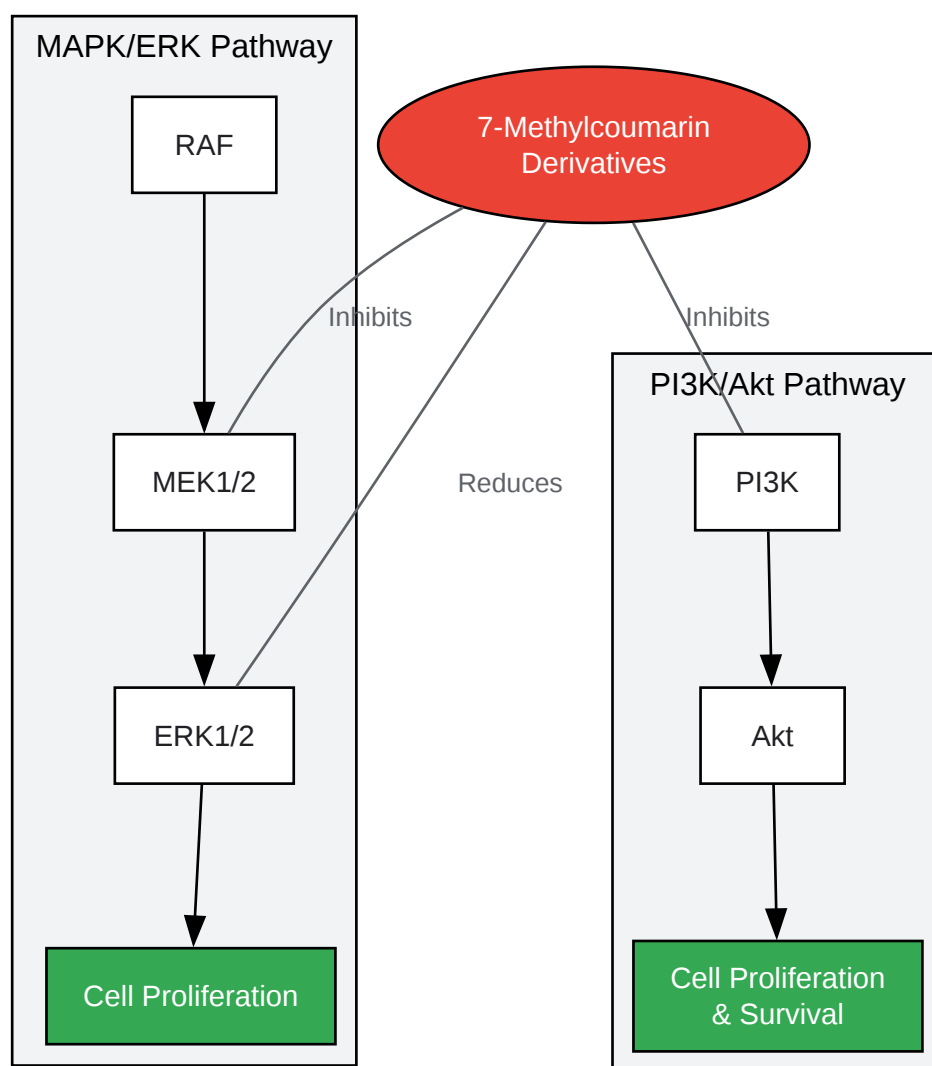 MAPK/ERK Pathway
RAF
7-Methylcoumarin
Derivatives
Inhibits
Inhibits
PI3K/Akt Pathway
MEK1/2
Reduces
PI3K
ERK1/2
Akt
Cell Proliferation
Cell Proliferation
& Survival